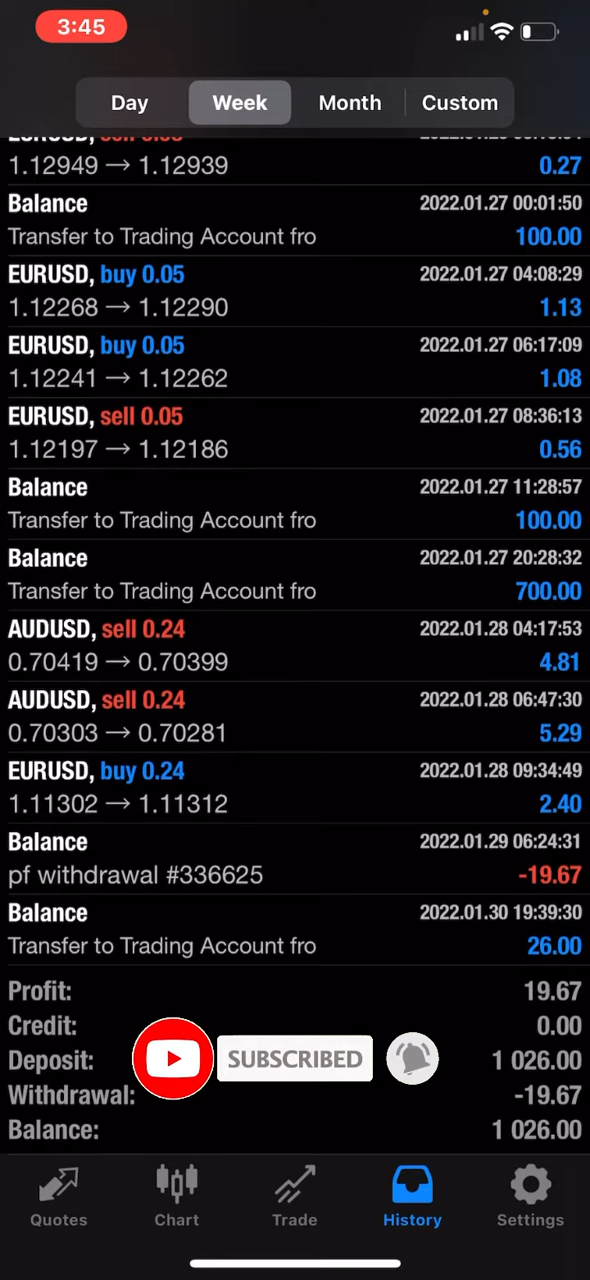 3:45
Day Week Month Custom
1.12949 → 1.12939 0.27
Balance 2022.01.27 00:01:50
Transfer to Trading Account fro 100.00
EURUSD, buy 0.05 2022.01.27 04:08:29
1.12268 → 1.12290 1.13
EURUSD, buy 0.05 2022.01.27 06:17:09
1.12241 → 1.12262 1.08
EURUSD, sell 0.05 2022.01.27 08:36:13
1.12197 → 1.12186 0.56
Balance 2022.01.27 11:28:57
Transfer to Trading Account fro 100.00
Balance 2022.01.27 20:28:32
Transfer to Trading Account fro 700.00
AUDUSD, sell 0.24 2022.01.28 04:17:53
0.70419 → 0.70399 4.81
AUDUSD, sell 0.24 2022.01.28 06:47:30
0.70303 → 0.70281 5.29
EURUSD, buy 0.24 2022.01.28 09:34:49
1.11302 → 1.11312 2.40
Balance 2022.01.29 06:24:31
pf withdrawal #336625 -19.67
Balance 2022.01.30 19:39:30
Transfer to Trading Account fro 26.00
Profit: 19.67
Credit: 0.00
Deposit: SUBSCRIBED 1 026.00
Withdrawal: -19.67
Balance: 1 026.00
Quotes Chart Trade History Settings